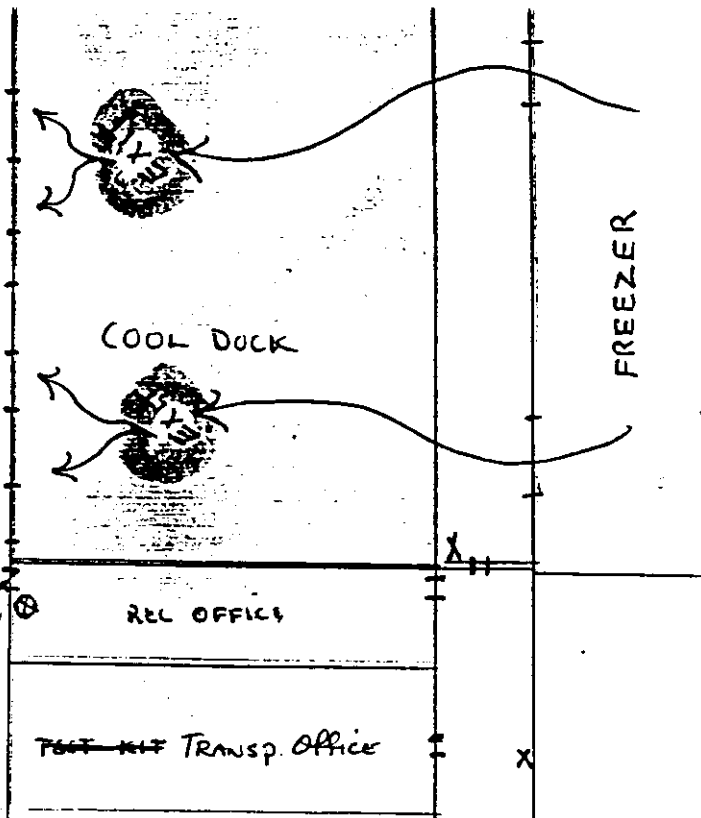 COOL DOCK
FREEZER
X
REC OFFICE
TRANSP. OFFICE
X